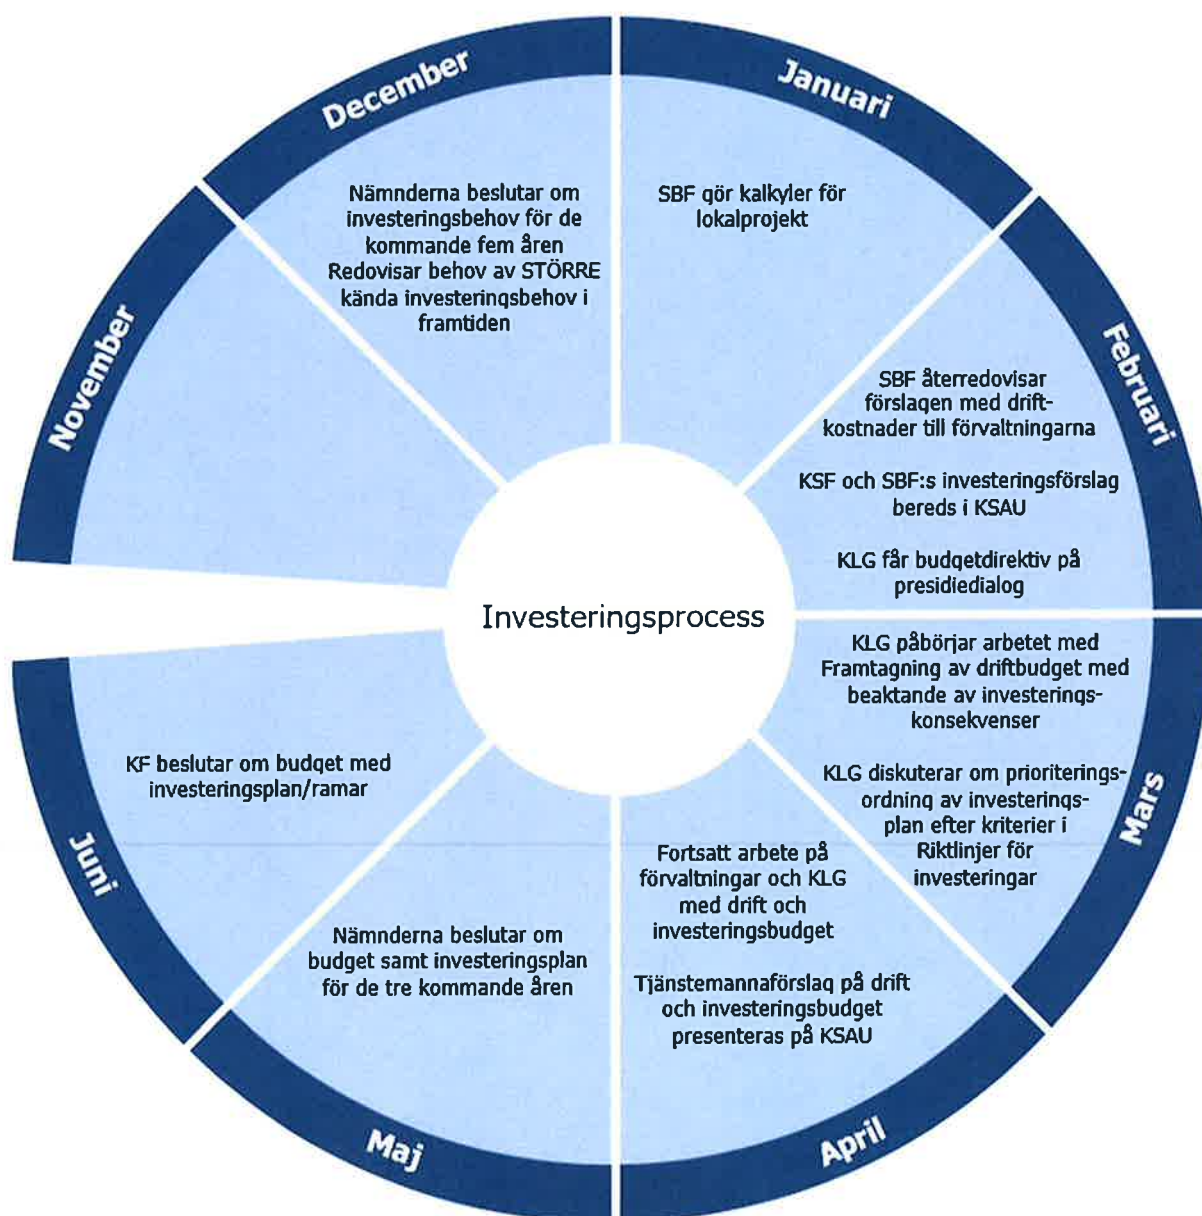 December
Nämnderna beslutar om
investeringsbehov för de
kommande fem åren
Redovisar behov av STÖRRE
kända investeringsbehov i
framtiden
Januari
SBF gör kalkyler för
lokalprojekt
Februari
SBF återredovisar
förslagen med drift-
kostnader till förvaltningarna
KSF och SBF:s investeringsförslag
bereds i KSAU
KLG får budgetdirektiv på
presidiedialog
Mars
KLG påbörjar arbetet med
Framtagning av driftbudget med
beaktande av investerings-
konsekvenser
KLG diskuterar om prioriterings-
ordning av investerings-
plan efter kriterier i
Riktlinjer för
investeringar
April
Fortsatt arbete på
förvaltningar och KLG
med drift och
investeringsbudget
Tjänstemannaförslag på drift
och investeringsbudget
presenteras på KSAU
Maj
Nämnderna beslutar om
budget samt investeringsplan
för de tre kommande åren
Juni
KF beslutar om budget med
investeringsplan/ramar
November
Investeringsprocess